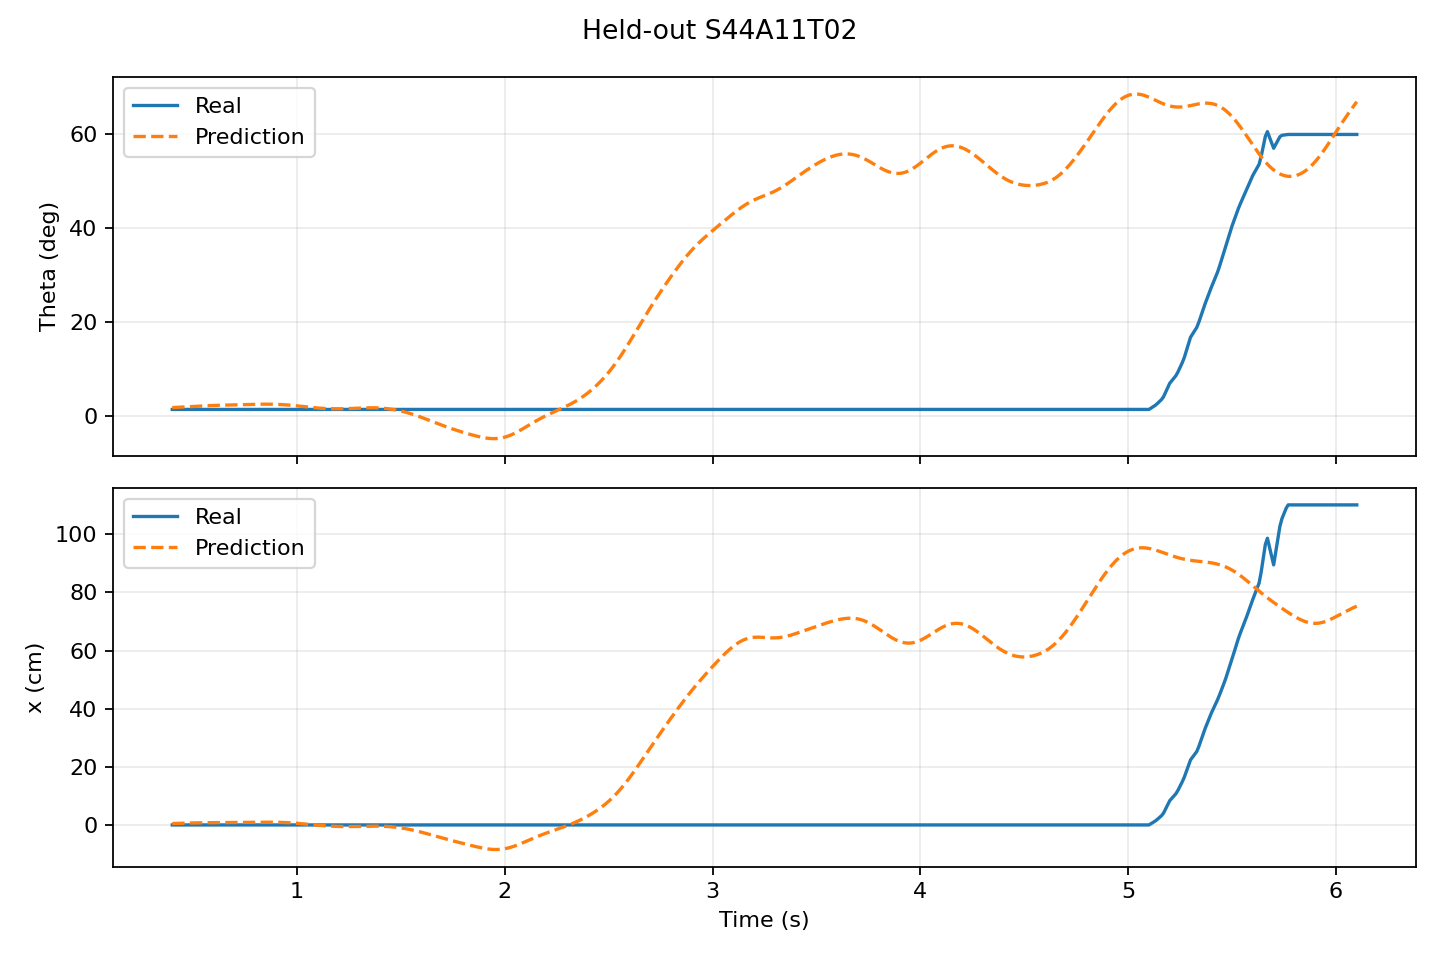 Held-out S44A11T02
Real
Prediction
Theta (deg)
60
40
20
0
Real
Prediction
x (cm)
100
80
60
40
20
0
1 2 3 4 5 6
Time (s)